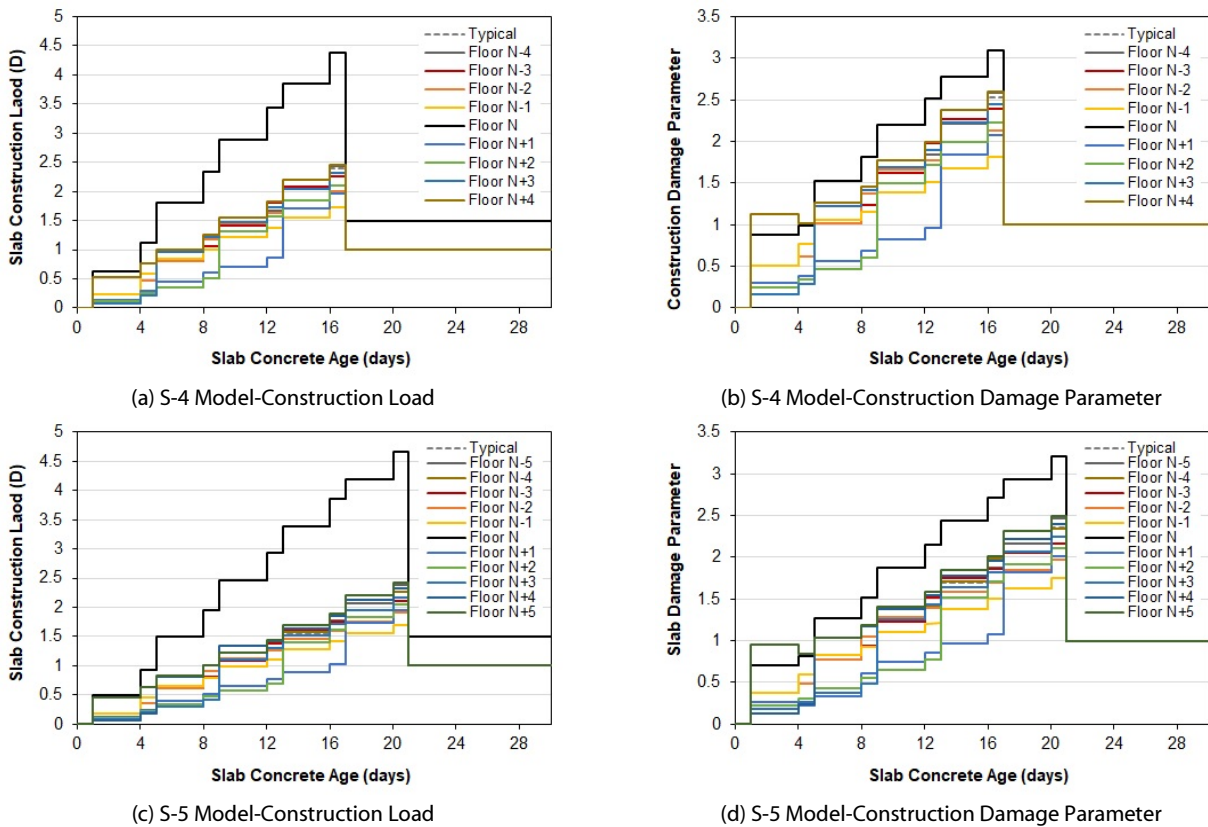 Slab Construction Laod (D)
5
4.5
4
3.5
3
2.5
2
1.5
1
0.5
0
0 4 8 12 16 20 24 28
Slab Concrete Age (days)
Typical
Floor N-4
Floor N-3
Floor N-2
Floor N-1
Floor N
Floor N+1
Floor N+2
Floor N+3
Floor N+4
(a) S-4 Model-Construction Load
Construction Damage Parameter
3.5
3
2.5
2
1.5
1
0.5
0
0 4 8 12 16 20 24 28
Slab Concrete Age (days)
Typical
Floor N-4
Floor N-3
Floor N-2
Floor N-1
Floor N
Floor N+1
Floor N+2
Floor N+3
Floor N+4
(b) S-4 Model-Construction Damage Parameter
Slab Construction Laod (D)
5
4.5
4
3.5
3
2.5
2
1.5
1
0.5
0
0 4 8 12 16 20 24 28
Slab Concrete Age (days)
Typical
Floor N-5
Floor N-4
Floor N-3
Floor N-2
Floor N-1
Floor N
Floor N+1
Floor N+2
Floor N+3
Floor N+4
Floor N+5
(c) S-5 Model-Construction Load
Slab Damage Parameter
3.5
3
2.5
2
1.5
1
0.5
0
0 4 8 12 16 20 24 28
Slab Concrete Age (days)
Typical
Floor N-5
Floor N-4
Floor N-3
Floor N-2
Floor N-1
Floor N
Floor N+1
Floor N+2
Floor N+3
Floor N+4
Floor N+5
(d) S-5 Model-Construction Damage Parameter